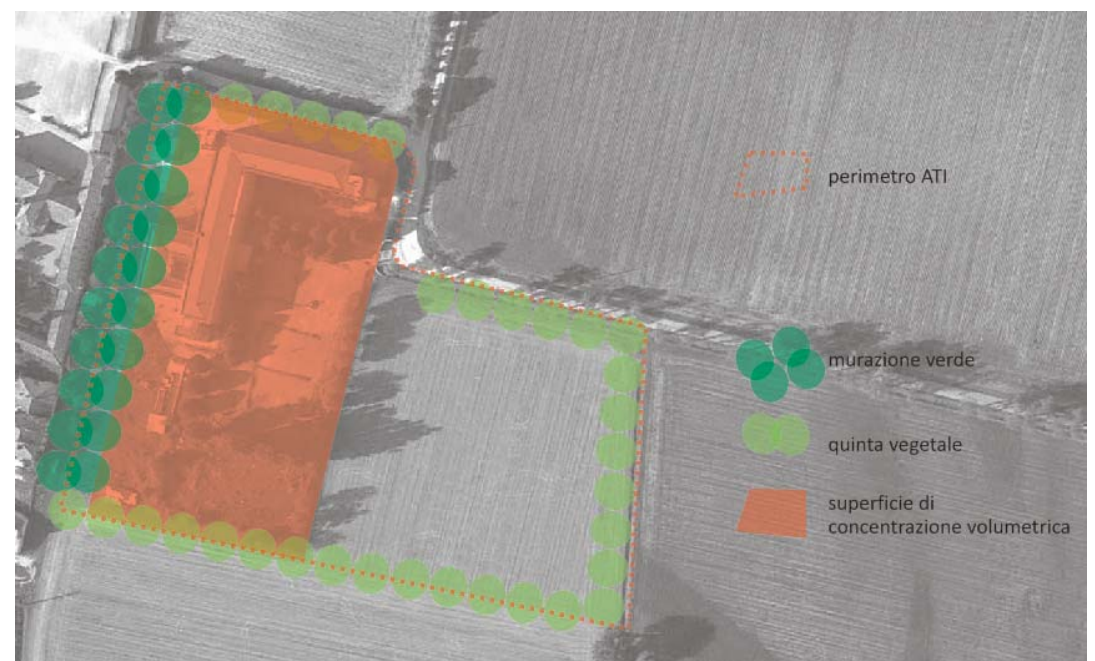 perimetro ATI
murazione verde
quinta vegetale
superficie di
concentrazione volumetrica